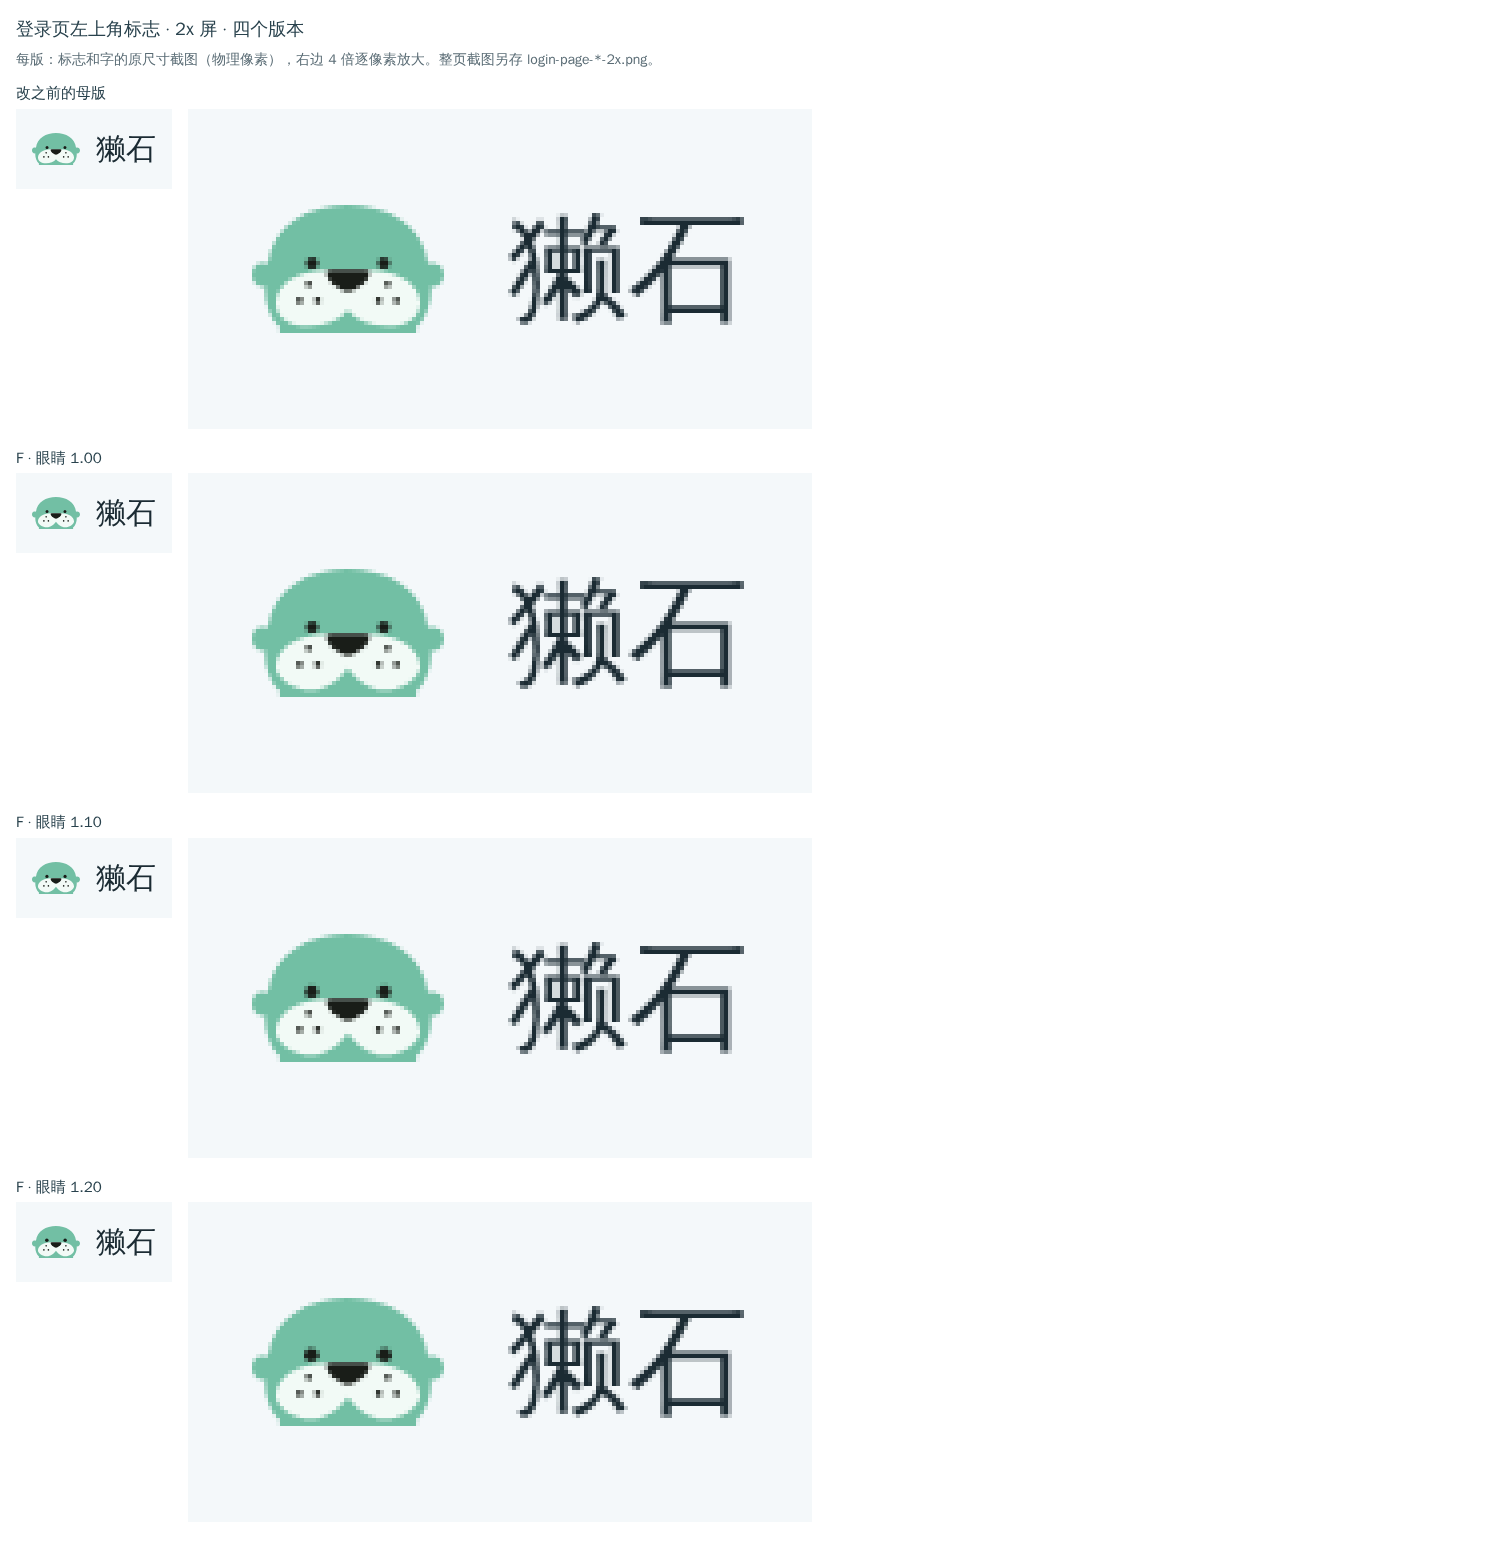 登录页左上角标志 · 2x 屏 · 四个版本
每版：标志和字的原尺寸截图（物理像素），右边 4 倍逐像素放大。整页截图另存 login-page-*-2x.png。
改之前的母版
獭石
獭石
F · 眼睛 1.00
獭石
獭石
F · 眼睛 1.10
獭石
獭石
F · 眼睛 1.20
獭石
獭石